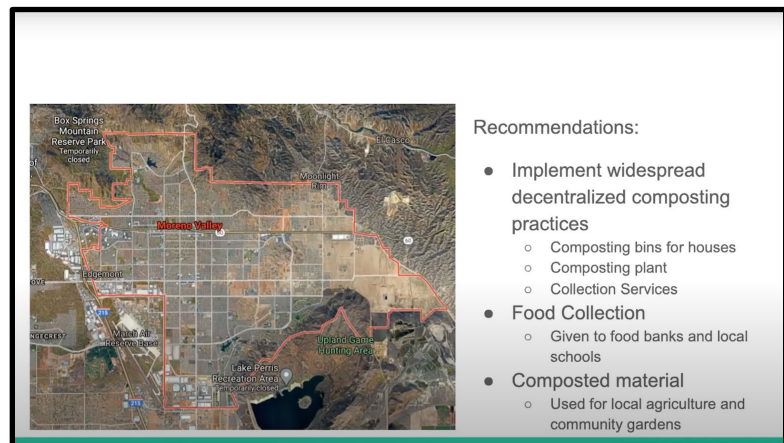 Box Springs
Mountain
Reserve Park
Temporarily
closed
El Casco
Moonlight
Rim
Moreno Valley
60
60
Edgemont
215
March Air
Reserve Base
Upland Game
Hunting Area
Lake Perris
Recreation Area
Temporarily closed
215
Recommendations:
● Implement widespread
decentralized composting
practices
○ Composting bins for houses
○ Composting plant
○ Collection Services
● Food Collection
○ Given to food banks and local
schools
● Composted material
○ Used for local agriculture and
community gardens